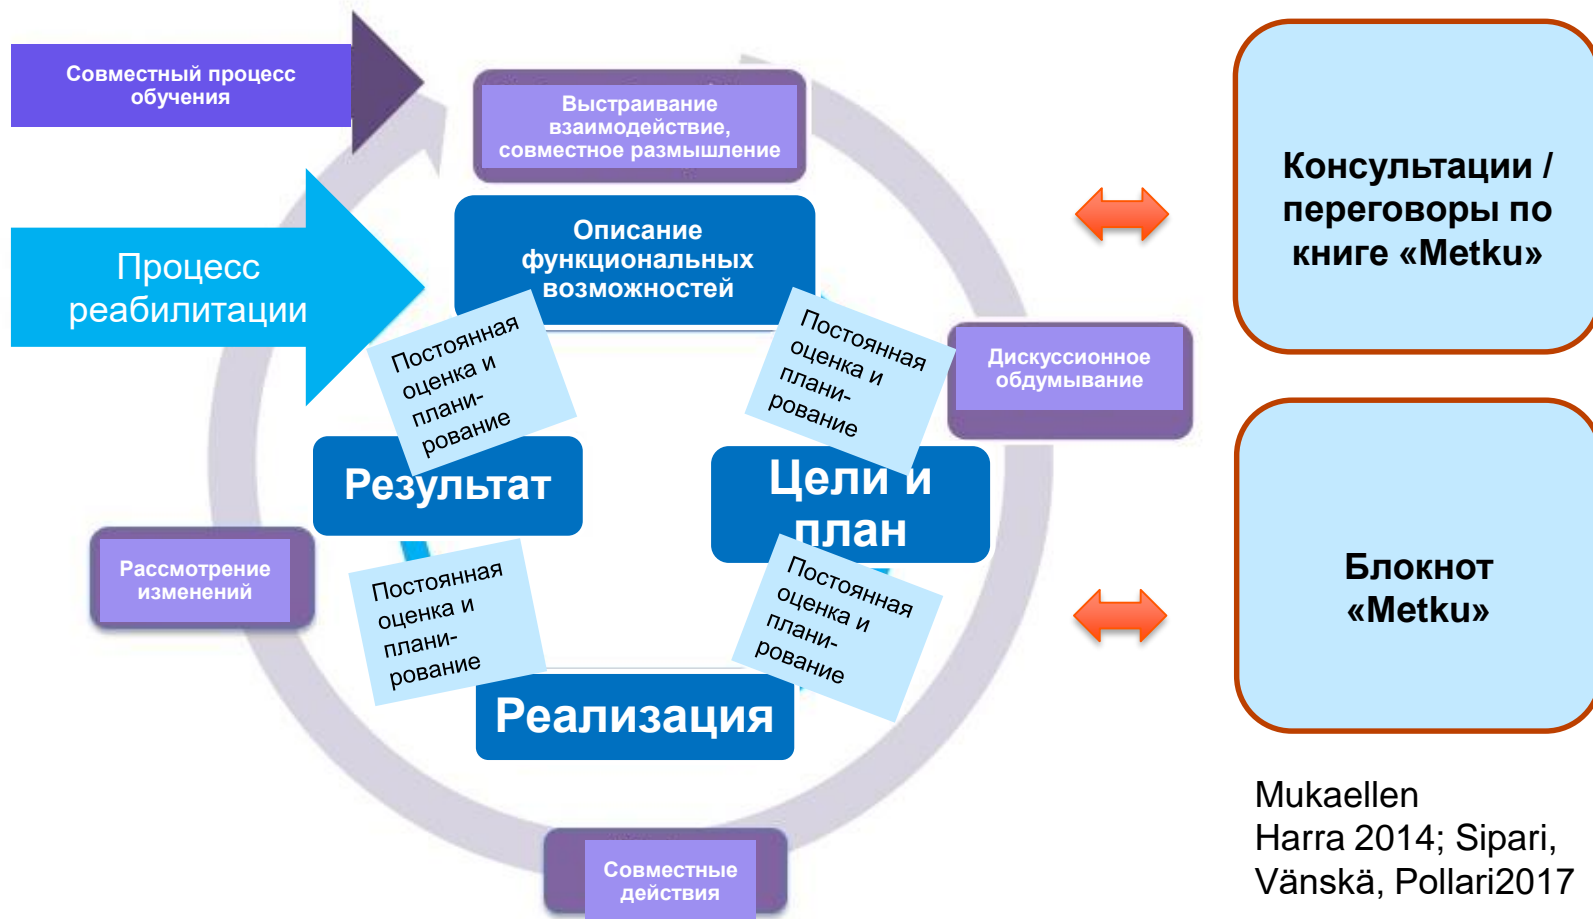 Совместный процесс
обучения
Выстраивание
взаимодействие,
совместное размышление
Процесс
реабилитации
Описание
функциональных
возможностей
Постоянная
оценка и
плани-
рование
Постоянная
оценка и
плани-
рование
Дискуссионное
обдумывание
Результат
Цели и
план
Рассмотрение
изменений
Постоянная
оценка и
плани-
рование
Постоянная
оценка и
плани-
рование
Реализация
Совместные
действия
Консультации /
переговоры по
книге «Metku»
Блокнот
«Metku»
Mukaellen
Harra 2014; Sipari,
Vänskä, Pollari2017